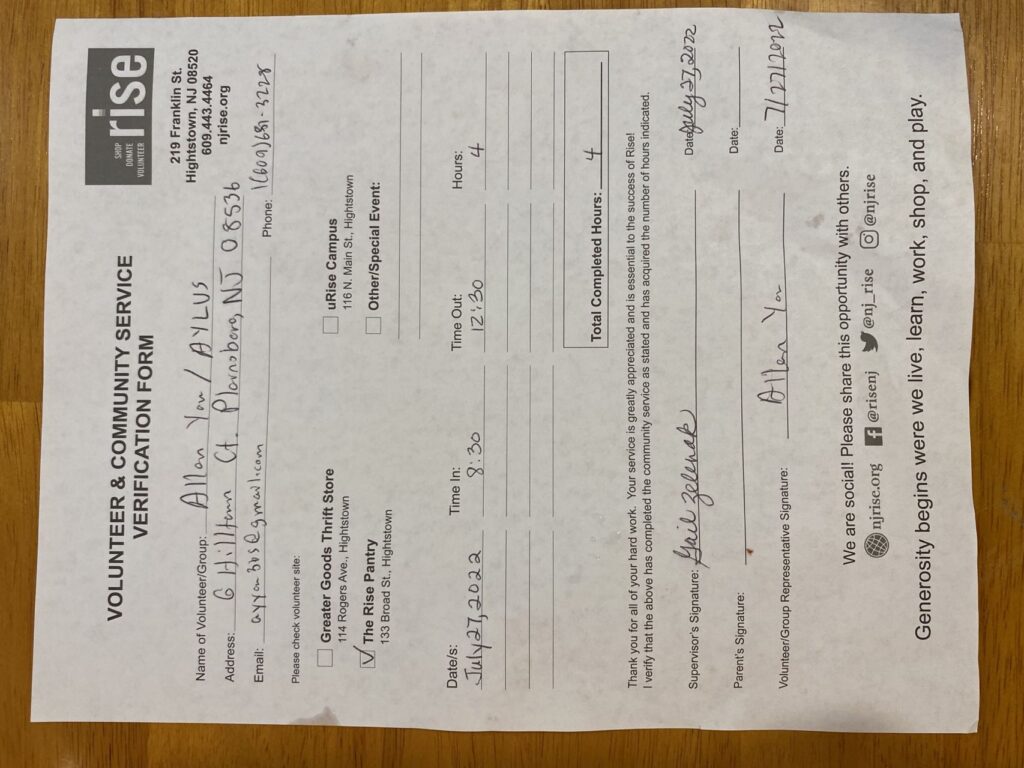 VOLUNTEER & COMMUNITY SERVICE
VERIFICATION FORM
SHOP
DONATE
VOLUNTEER
rise
219 Franklin St.
Hightstown, NJ 08520
609.443.4464
njrise.org
Name of Volunteer/Group: Allan You / AYLUS
Address: 6 Ct. Plainsboro, NJ 08536
Email: @gmail.com Phone: 1(609)
Please check volunteer site:
Greater Goods Thrift Store
114 Rogers Ave., Hightstown
uRise Campus
116 N. Main St., Hightstown
The Rise Pantry
133 Broad St., Hightstown
Other/Special Event:
Date/s: Time In: Time Out: Hours:
July 27, 2022 8:30 12:30 4
Total Completed Hours: 4
Thank you for all of your hard work. Your service is greatly appreciated and is essential to the success of Rise!
I verify that the above has completed the community service as stated and has acquired the number of hours indicated.
Supervisor's Signature: Gail Zelenak Date: July 27, 2022
Parent's Signature: Date:
Volunteer/Group Representative Signature: Allan You Date: 7/27/2022
We are social! Please share this opportunity with others.
njrise.org @risenj @nj_rise @njrise
Generosity begins were we live, learn, work, shop, and play.